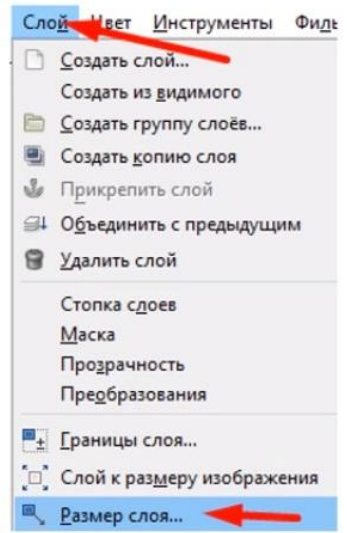 Слой Цвет Инструменты Филь
Создать слой...
Создать из видимого
Создать группу слоёв...
Создать копию слоя
Прикрепить слой
Объединить с предыдущим
Удалить слой
Стопка слоев
Маска
Прозрачность
Преобразования
Границы слоя...
Слой к размеру изображения
Размер слоя...